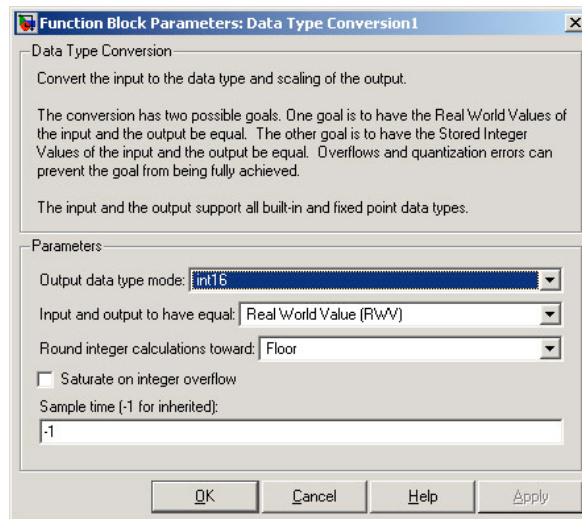 Function Block Parameters: Data Type Conversion1
Data Type Conversion
Convert the input to the data type and scaling of the output.
The conversion has two possible goals. One goal is to have the Real World Values of
the input and the output be equal. The other goal is to have the Stored Integer
Values of the input and the output be equal. Overflows and quantization errors can
prevent the goal from being fully achieved.
The input and the output support all built-in and fixed point data types.
Parameters
Output data type mode: int16
Input and output to have equal: Real World Value (RWV)
Round integer calculations toward: Floor
Saturate on integer overflow
Sample time (-1 for inherited):
-1
OK Cancel Help Apply